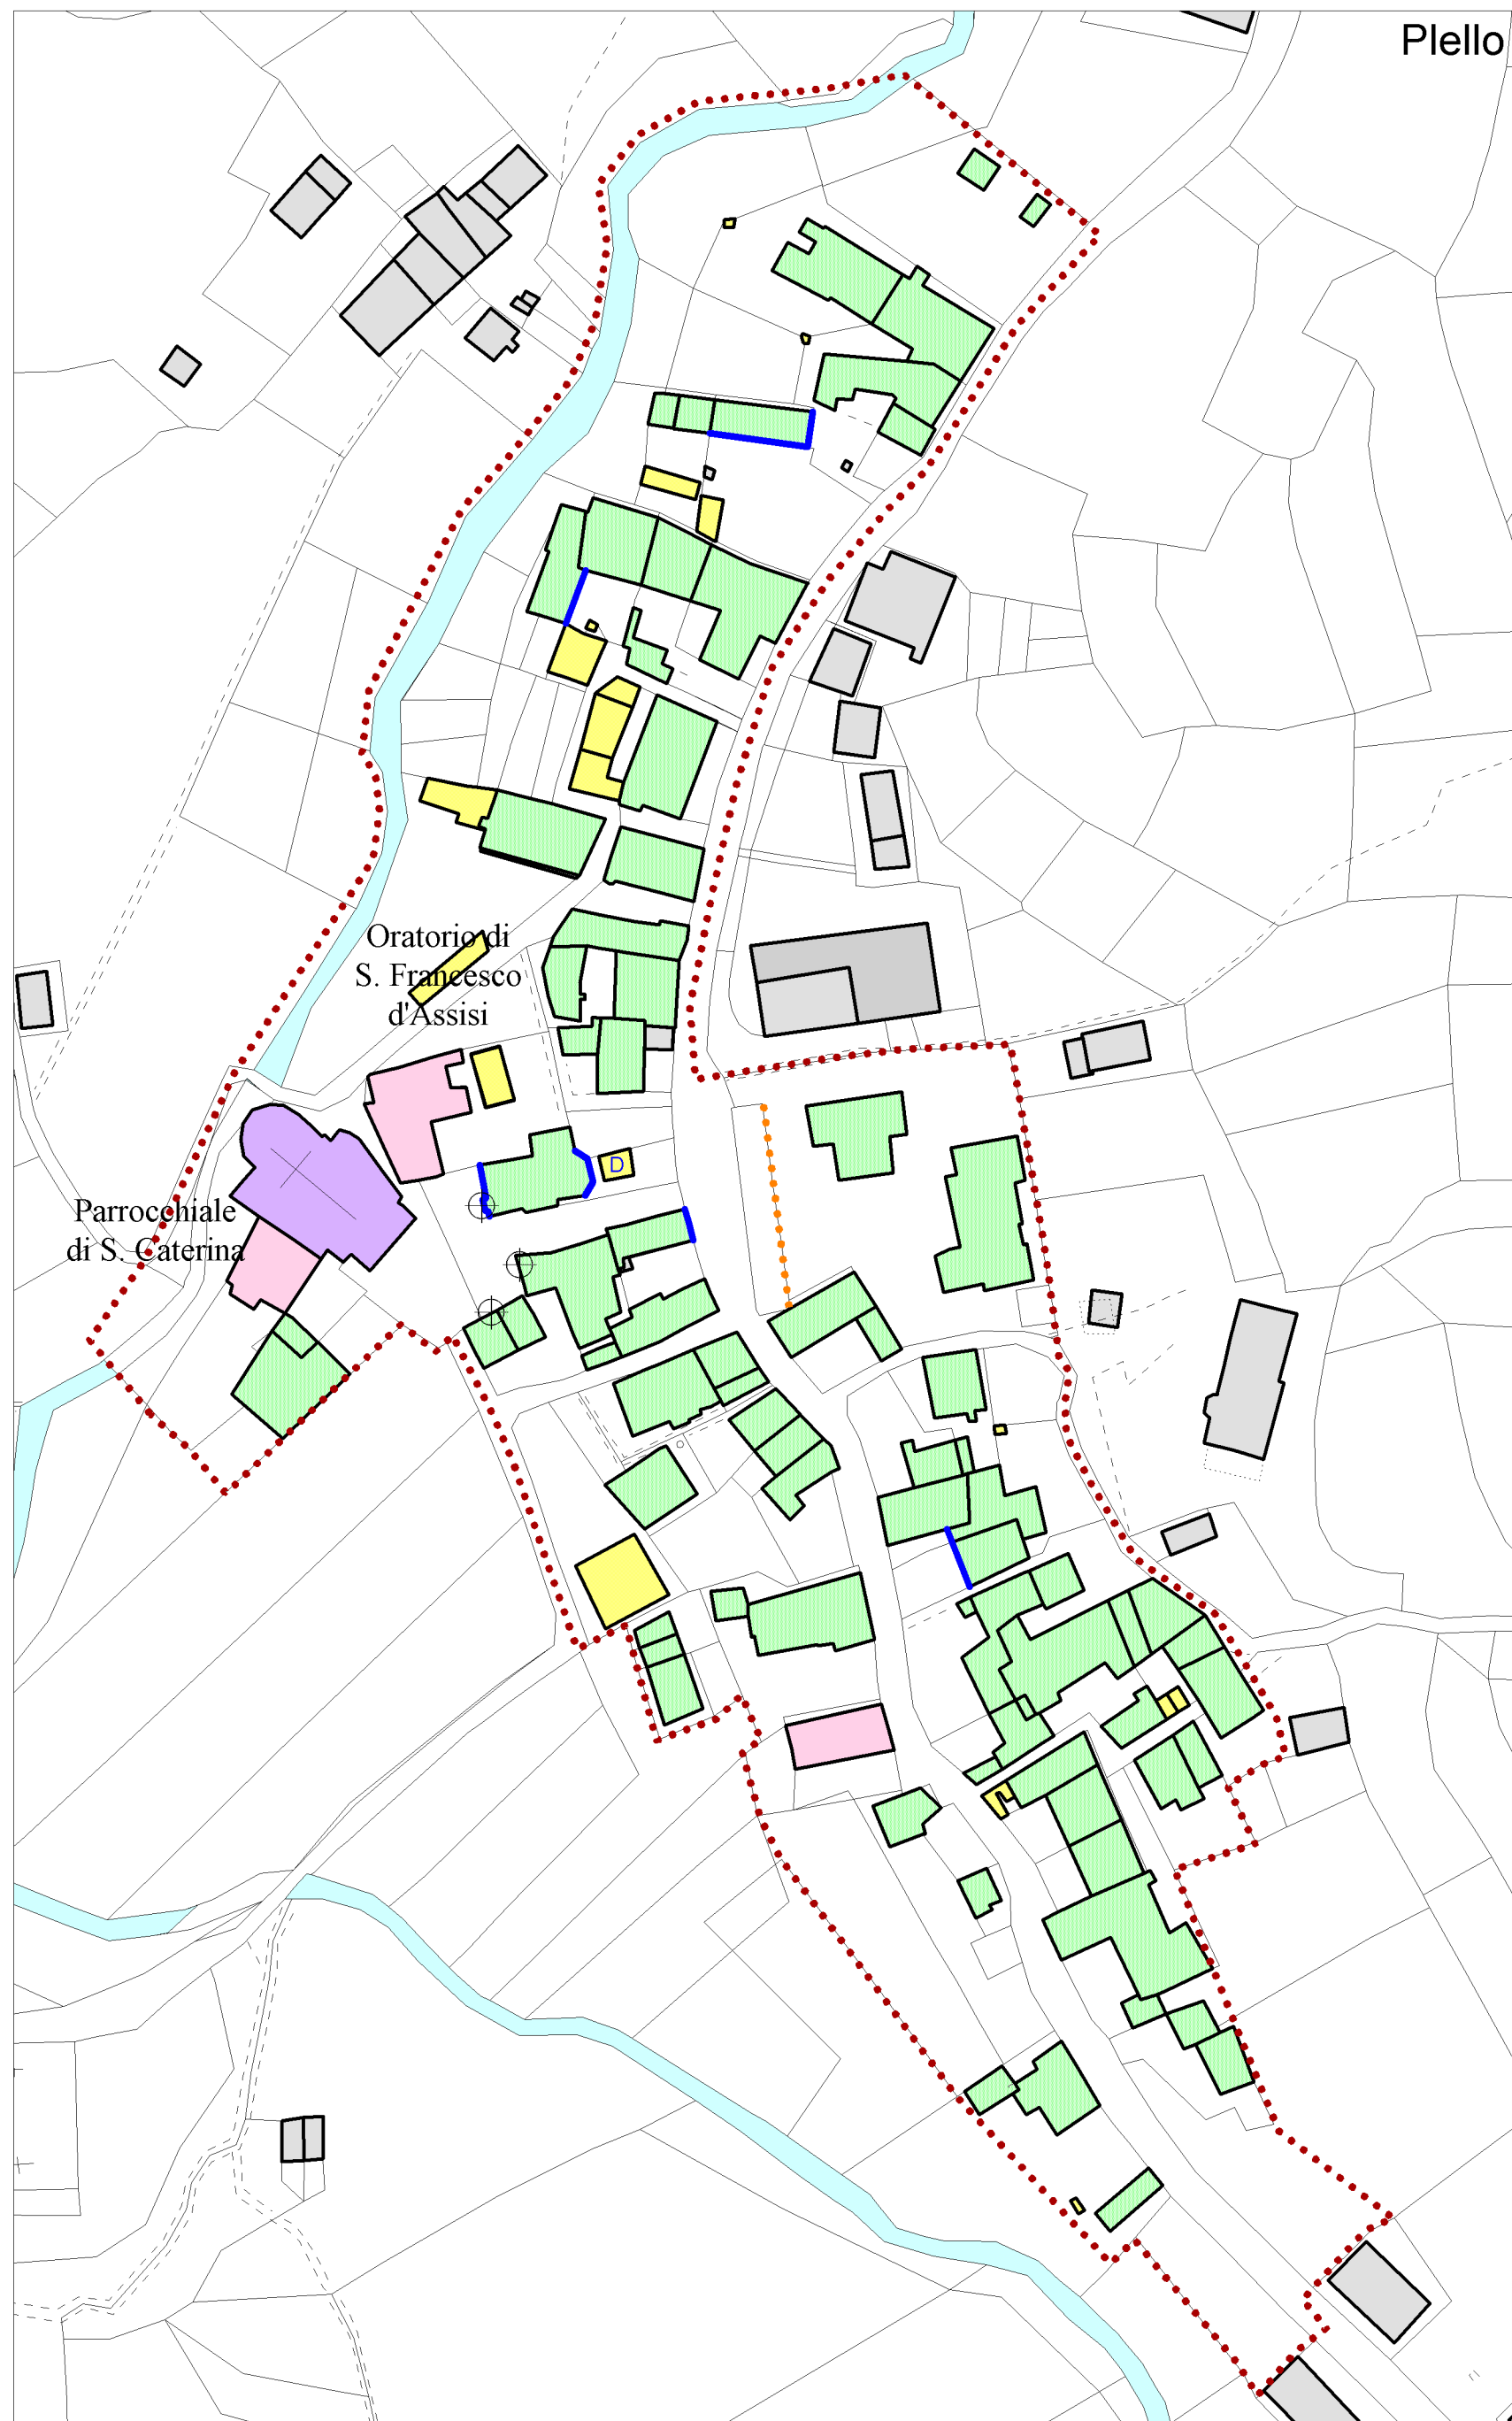 Plello
Oratorio di
S. Francesco
d'Assisi
D
Parrocchiale
di S. Caterina